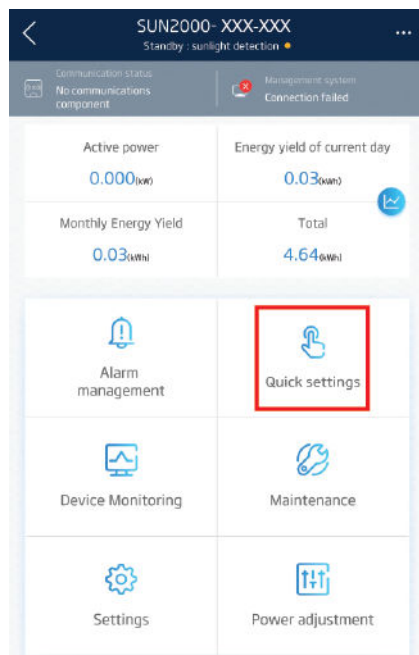 SUN2000- XXX-XXX
Standby : sunlight detection
Communication status
No communications
component
Management system
Connection failed
Active power
0.000(kW)
Energy yield of current day
0.03(kWh)
Monthly Energy Yield
0.03(kWh)
Total
4.64(kWh)
Alarm
management
Quick settings
Device Monitoring
Maintenance
Settings
Power adjustment